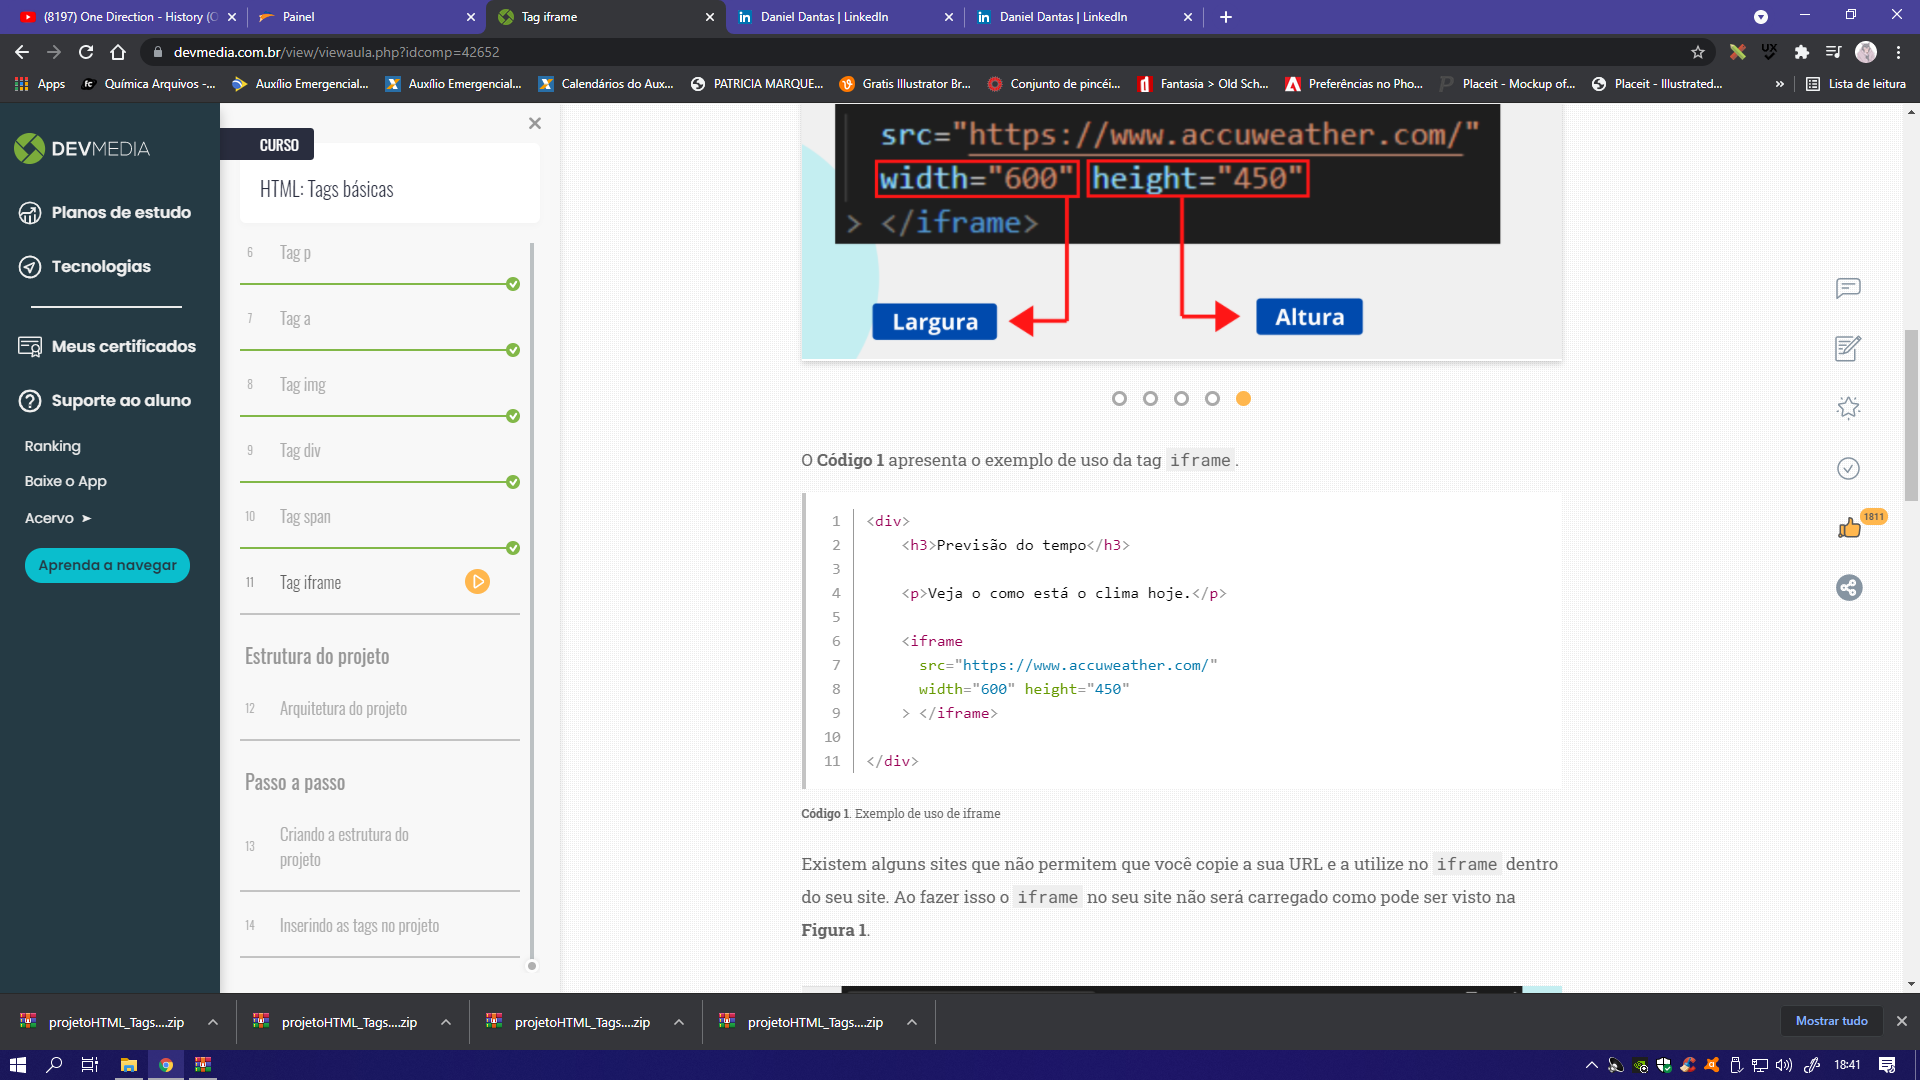 (8197) One Direction - History (O
Painel
Tag iframe
Daniel Dantas | LinkedIn
Daniel Dantas | LinkedIn
devmedia.com.br/view/viewaula.php?idcomp=42652
Apps
Química Arquivos -...
Auxílio Emergencial...
Auxílio Emergencial...
Calendários do Aux...
PATRICIA MARQUE...
Gratis Illustrator Br...
Conjunto de pincéi...
Fantasia > Old Sch...
Preferências no Pho...
Placeit - Mockup of...
Placeit - Illustrated...
»
Lista de leitura
DEVMEDIA
Planos de estudo
Tecnologias
Meus certificados
Suporte ao aluno
Ranking
Baixe o App
Acervo ➤
Aprenda a navegar
CURSO
HTML: Tags básicas
6 Tag p
7 Tag a
8 Tag img
9 Tag div
10 Tag span
11 Tag iframe
Estrutura do projeto
12 Arquitetura do projeto
Passo a passo
13 Criando a estrutura do
projeto
14 Inserindo as tags no projeto
src="https://www.accuweather.com/"
width="600" height="450"
> </iframe>
Largura
Altura
O Código 1 apresenta o exemplo de uso da tag iframe.
1 <div>
2 <h3>Previsão do tempo</h3>
3
4 <p>Veja o como está o clima hoje.</p>
5
6 <iframe
7 src="https://www.accuweather.com/"
8 width="600" height="450"
9 > </iframe>
10
11 </div>
Código 1. Exemplo de uso de iframe
Existem alguns sites que não permitem que você copie a sua URL e a utilize no iframe dentro
do seu site. Ao fazer isso o iframe no seu site não será carregado como pode ser visto na
Figura 1.
1811
projetoHTML_Tags....zip
projetoHTML_Tags....zip
projetoHTML_Tags....zip
projetoHTML_Tags....zip
Mostrar tudo
18:41